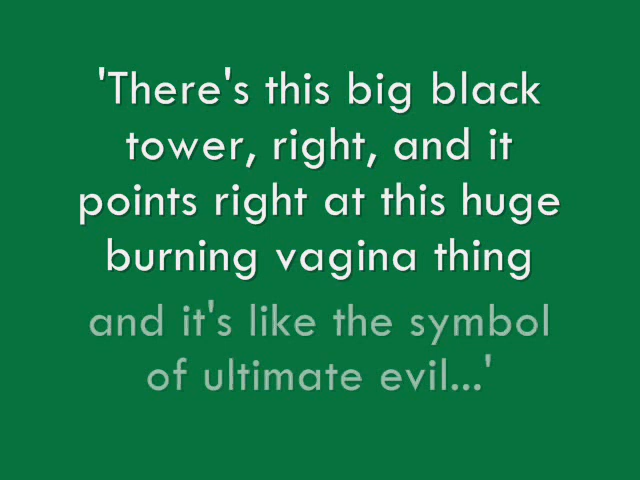 'There's this big black
tower, right, and it
points right at this huge
burning vagina thing
and it's like the symbol
of ultimate evil...'